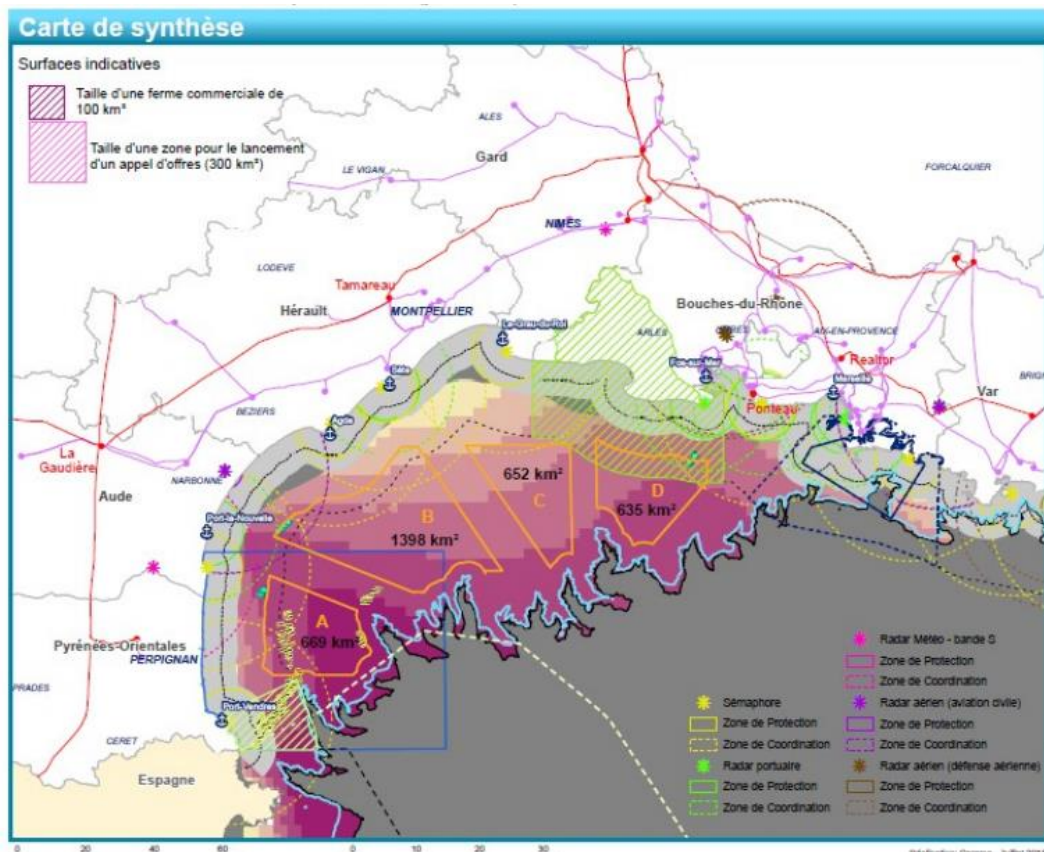 Carte de synthèse
Surfaces indicatives
Taille d'une ferme commerciale de
100 km²
Taille d'une zone pour le lancement
d'un appel d'offres (300 km²)
ALES
Gard
LE VIGAN
FORCALQUIER
NIMES
LODEVE
Tamareau
Hérault
MONTPELLIER
Bouches-du-Rhône
Le Grau-du-Roi
ARLES
AIX-EN-PROVENCE
Fos-sur-Mer
Realtor
Sète
Marseille
Var
BEZIERS
Ponteau
Agde
La
Gaudière
NARBONNE
Aude
652 km²
D
C
B
635 km²
Port-la-Nouvelle
1398 km²
A
669 km²
Pyrénées-Orientales
PERPIGNAN
PRADES
Port-Vendres
CERET
Espagne
Sémaphore
Zone de Protection
Zone de Coordination
Radar portuaire
Zone de Protection
Zone de Coordination
Radar Météo - bande S
Zone de Protection
Zone de Coordination
Radar aérien (aviation civile)
Zone de Protection
Zone de Coordination
Radar aérien (défense aérienne)
Zone de Protection
Zone de Coordination
0 20 40 60 0 10 20 30